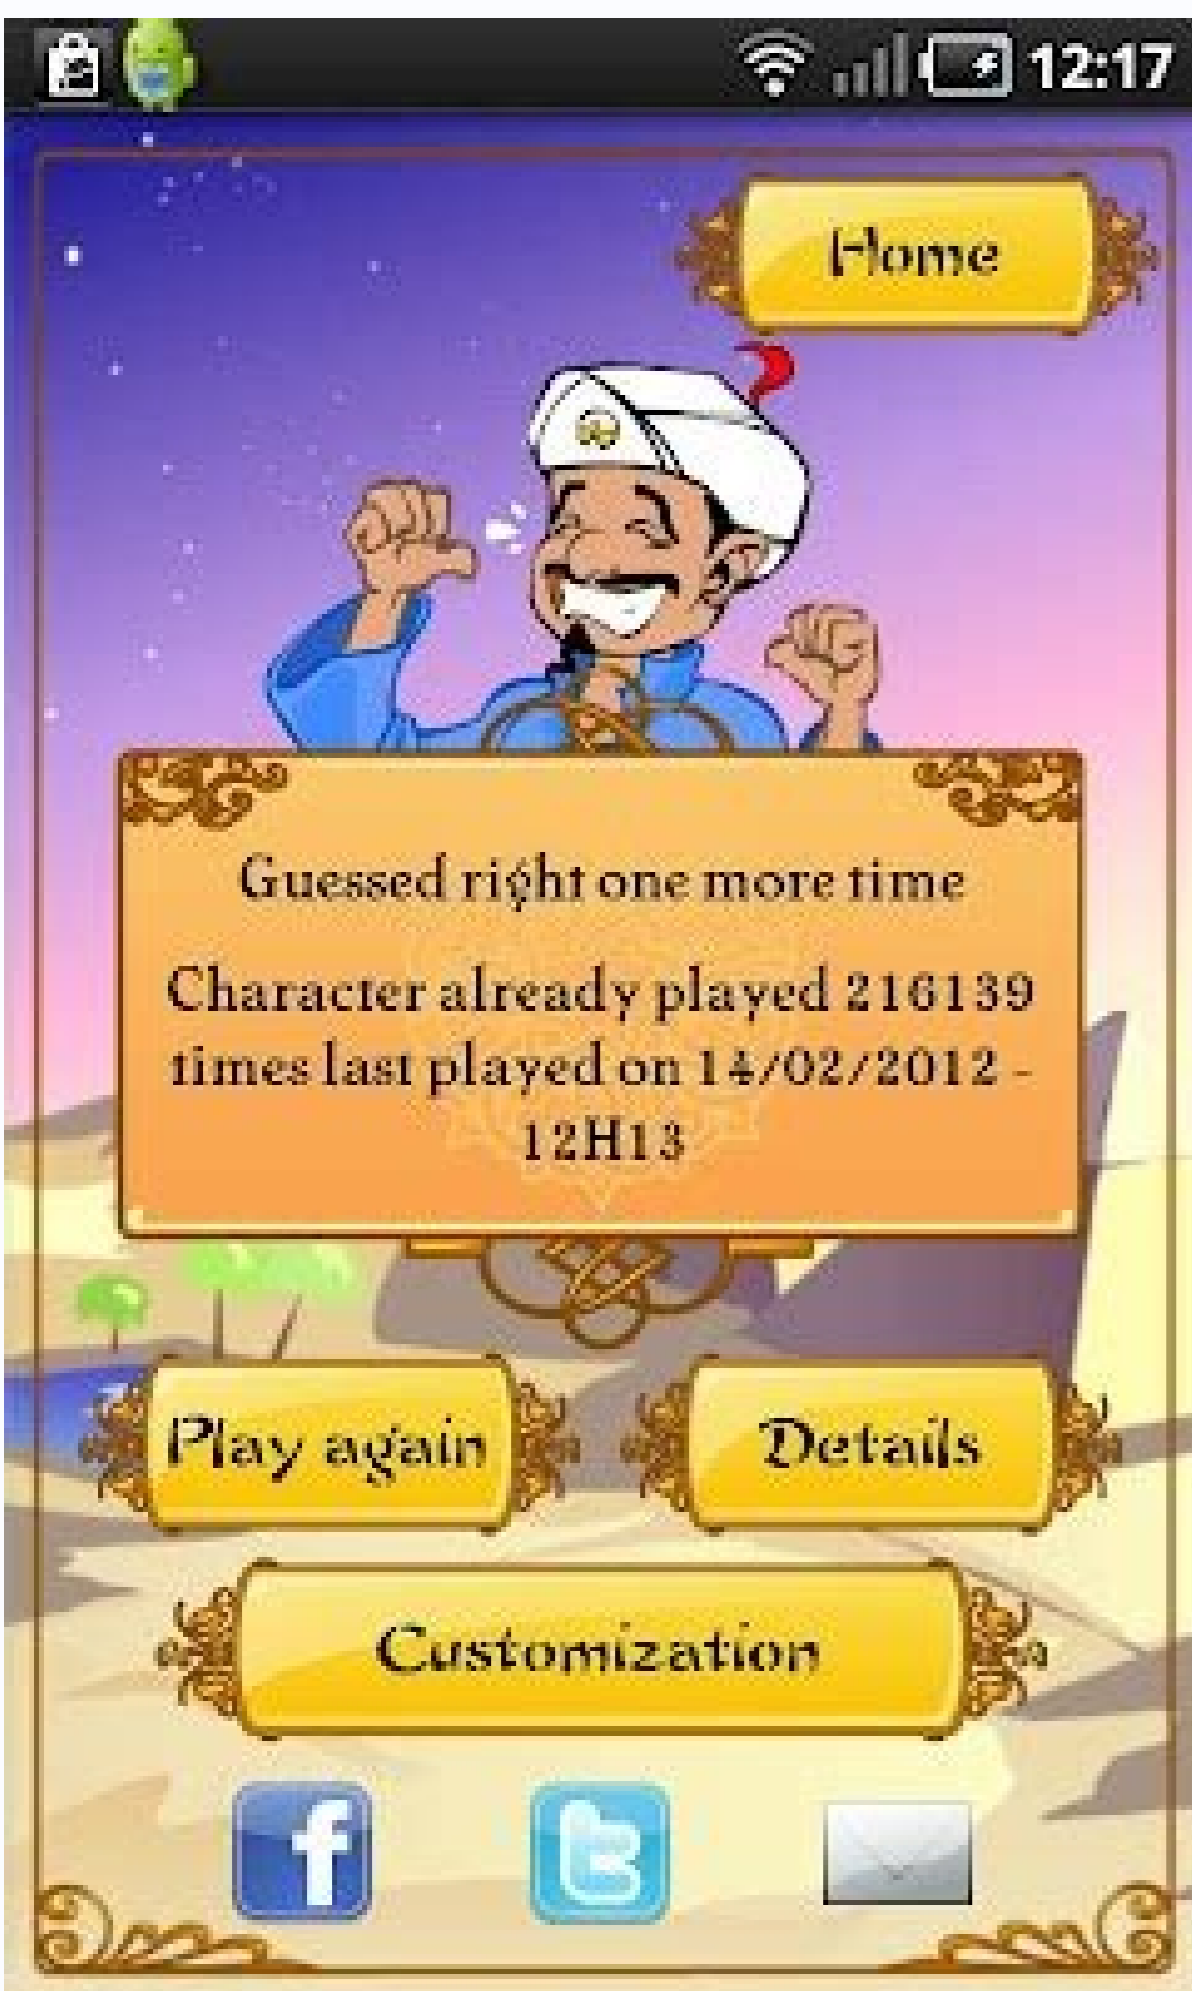 12:17
Home
Guessed right one more time
Character already played 216139
times last played on 14/02/2012 -
12H13
Play again
Details
Customization